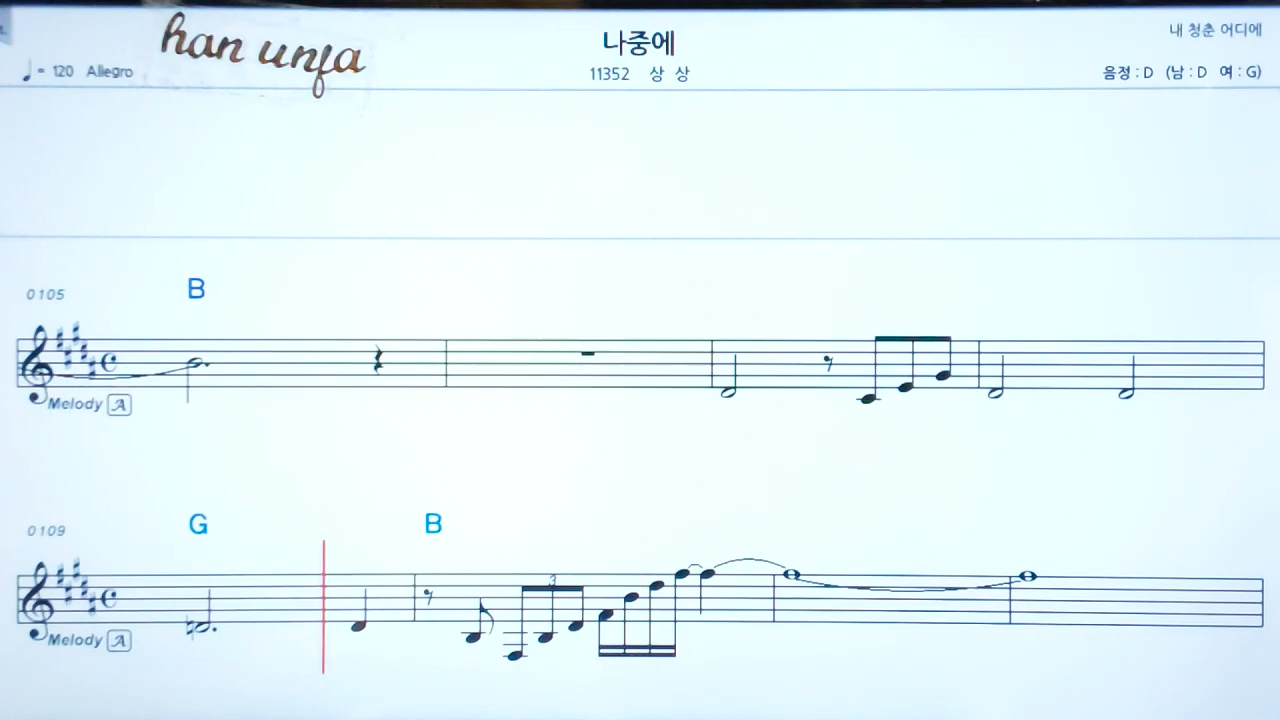 han unfa
♩= 120 Allegro
나중에
11352 상 상
내 청춘 어디에
음정 : D (남 : D 여 : G)
0105
B
Melody A
0109
G
B
3
Melody A